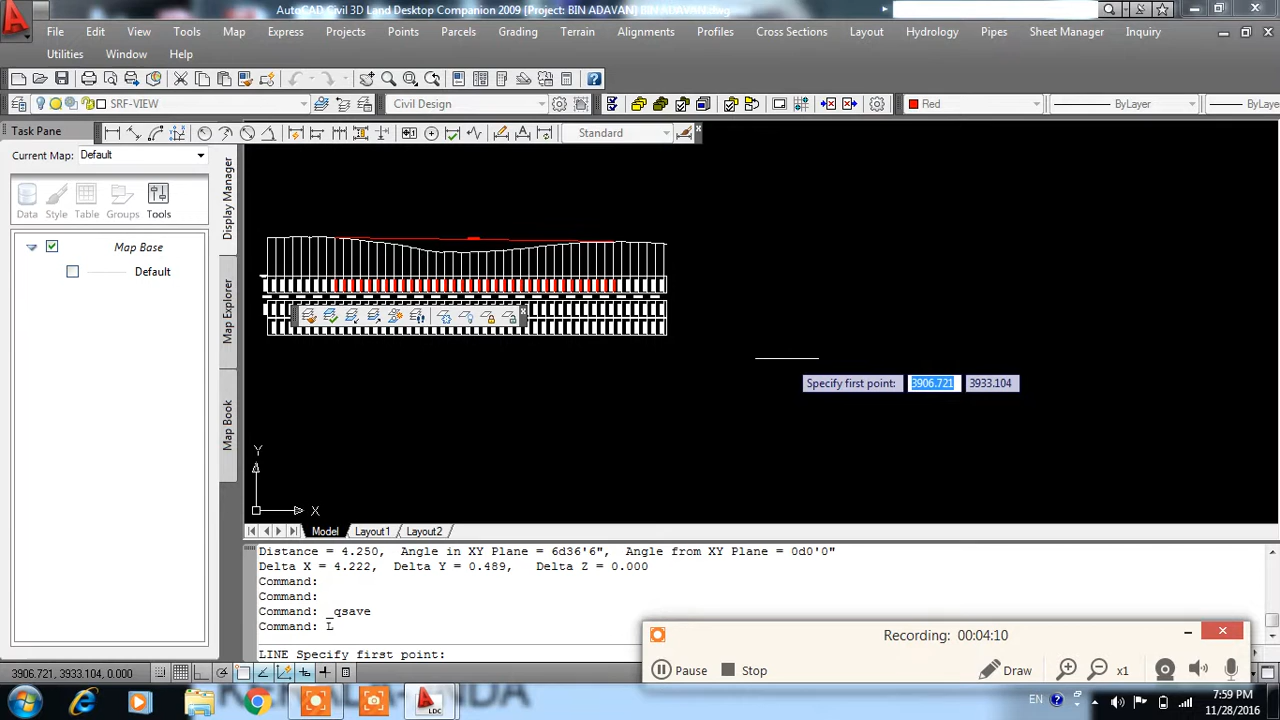 AutoCAD Civil 3D Land Desktop Companion 2009 [Project: BIN ADAVAN] BIN ADAVAN.dwg
File Edit View Tools Map Express Projects Points Parcels Grading Terrain Alignments Profiles Cross Sections Layout Hydrology Pipes Sheet Manager Inquiry
Utilities Window Help
SRF-VIEW Civil Design Red ByLayer ByLayer
Task Pane Standard
Current Map: Default
Data Style Table Groups Tools
Display Manager
Map Base
Default
Map Explorer
Map Book
Specify first point: 3906.721 3933.104
Y
X
Model Layout1 Layout2
Distance = 4.250, Angle in XY Plane = 6d36'6", Angle from XY Plane = 0d0'0"
Delta X = 4.222, Delta Y = 0.489, Delta Z = 0.000
Command:
Command:
Command: _qsave
Command: L
LINE Specify first point:
Recording: 00:04:10
Pause Stop Draw x1
3906.721, 3933.104, 0.000
LDC
EN
7:59 PM
11/28/2016